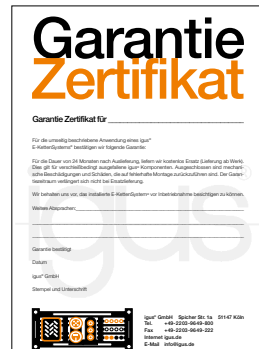 Garantie
Zertifikat
Garantie Zertifikat für
Für die umseitig beschriebene Anwendung eines igus®
E-KettenSystems® bestätigen wir folgende Garantie:
Für die Dauer von 24 Monaten nach Auslieferung, liefern wir kostenlos Ersatz (Lieferung ab Werk).
Dies gilt für verschleißbedingt ausgefallene igus®-Komponenten. Ausgeschlossen sind mechani-
sche Beschädigungen und Schäden, die auf fehlerhafte Montage zurückzuführen sind. Der Garan-
tiezeitraum verlängert sich nicht bei Ersatzlieferung.
Wir behalten uns vor, das installierte E-KettenSystem® vor Inbetriebnahme besichtigen zu können.
Weitere Absprachen:
igus®
Garantie bestätigt
Datum
igus® GmbH
Stempel und Unterschrift
igus® GmbH Spicher Str. 1a 51147 Köln
Tel. +49-2203-9649-800
Fax +49-2203-9649-222
Internet igus.de
E-Mail info@igus.de